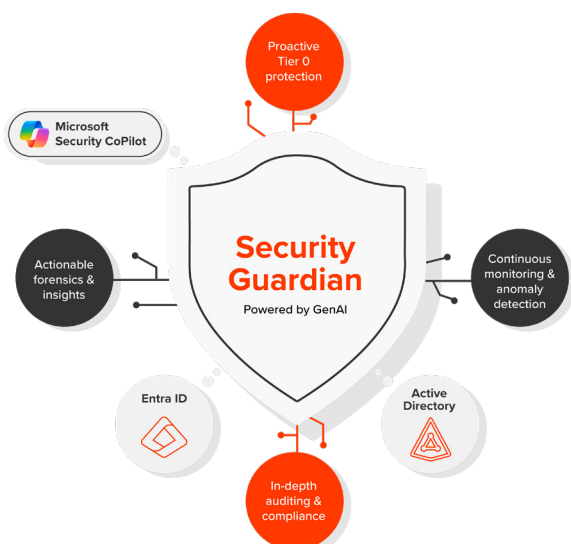 Proactive
Tier 0
protection
Microsoft
Security CoPilot
Security
Guardian
Powered by GenAI
Actionable
forensics &
insights
Continuous
monitoring &
anomaly
detection
Entra ID
Active
Directory
In-depth
auditing &
compliance